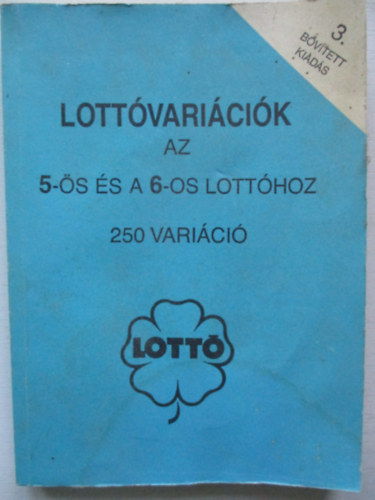 3.
BŐVÍTETT
KIADÁS
LOTTÓVARIÁCIÓK
AZ
5-ÖS ÉS A 6-OS LOTTÓHOZ
250 VARIÁCIÓ
LOTTÓ